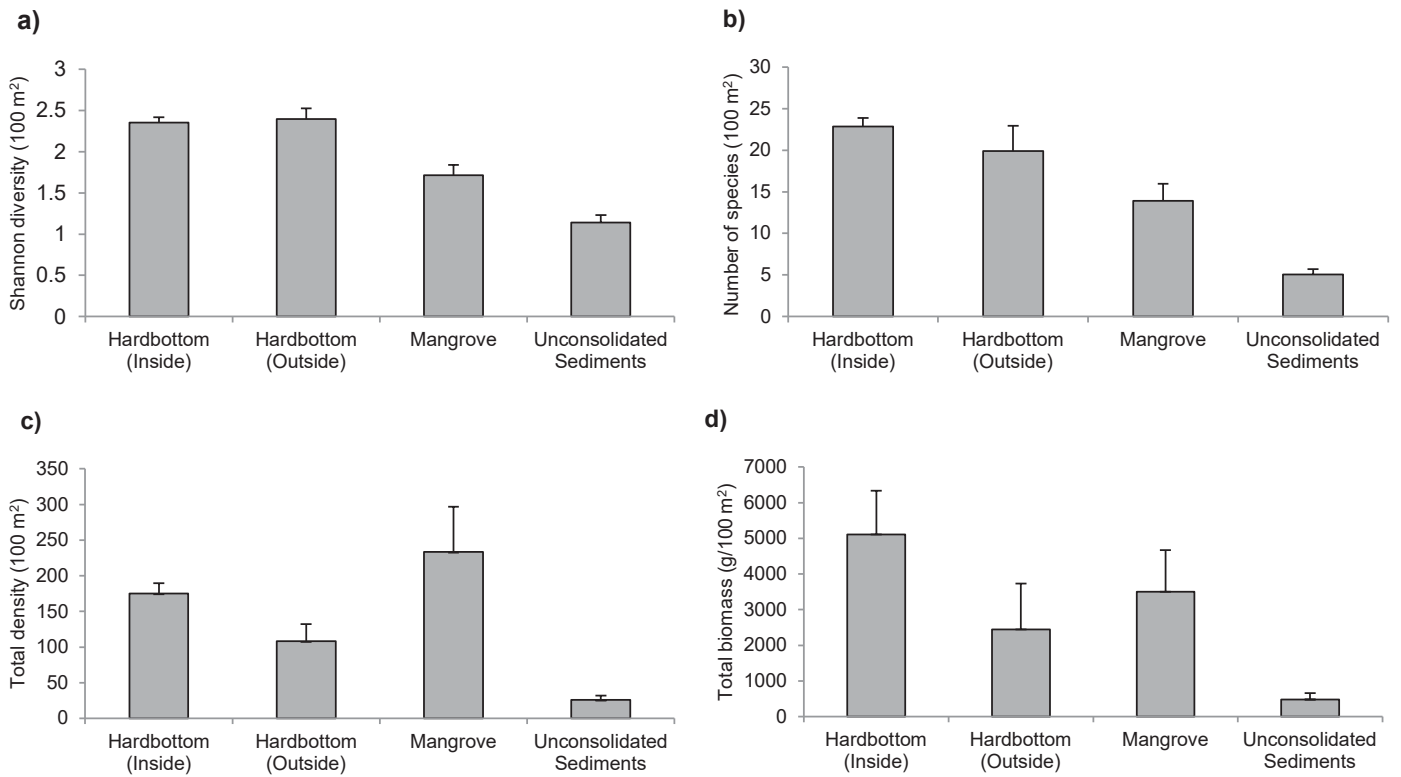 a)
Shannon diversity (100 m²)
3
2.5
2
1.5
1
0.5
0
Hardbottom
(Inside)
Hardbottom
(Outside)
Mangrove
Unconsolidated
Sediments
b)
Number of species (100 m²)
30
25
20
15
10
5
0
Hardbottom
(Inside)
Hardbottom
(Outside)
Mangrove
Unconsolidated
Sediments
c)
Total density (100 m²)
350
300
250
200
150
100
50
0
Hardbottom
(Inside)
Hardbottom
(Outside)
Mangrove
Unconsolidated
Sediments
d)
Total biomass (g/100 m²)
7000
6000
5000
4000
3000
2000
1000
0
Hardbottom
(Inside)
Hardbottom
(Outside)
Mangrove
Unconsolidated
Sediments